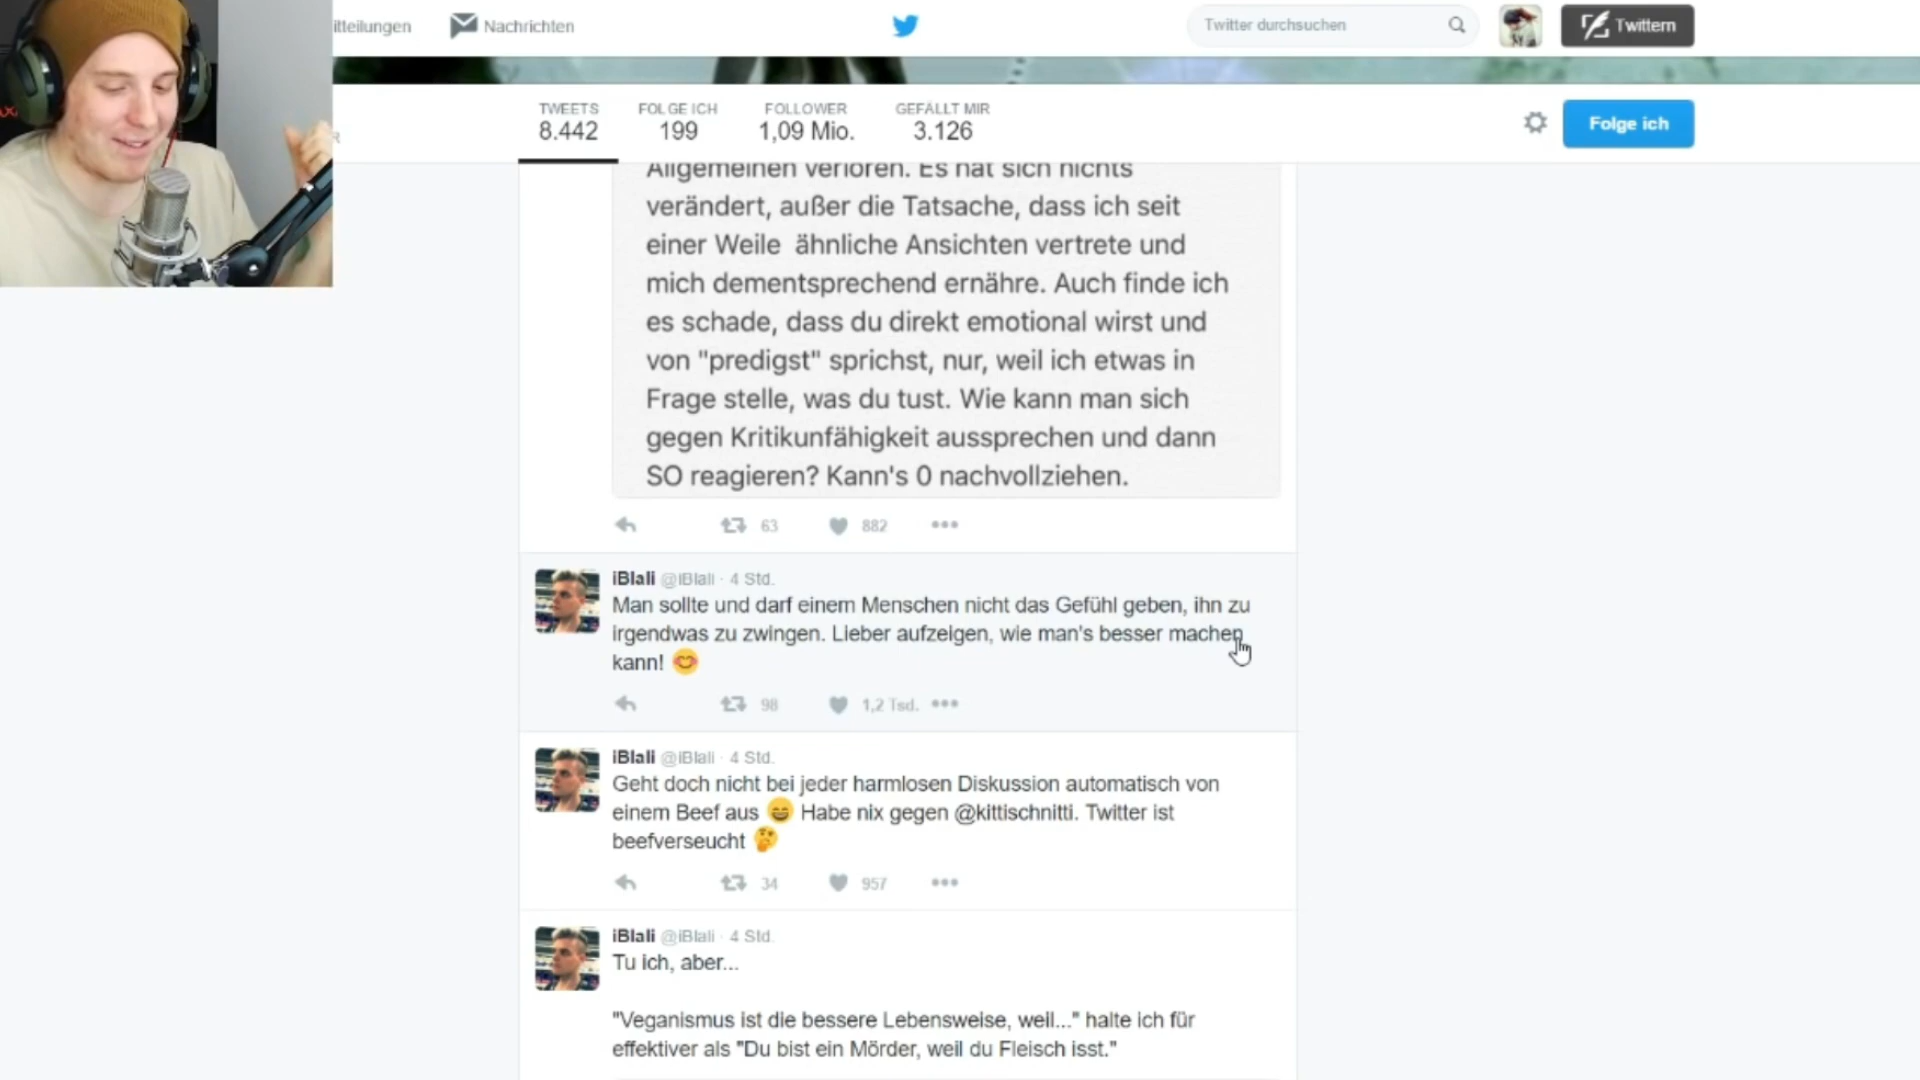 itteilungen
Nachrichten
Twitter durchsuchen
Twittern
TWEETS
8.442
FOLGE ICH
199
FOLLOWER
1,09 Mio.
GEFÄLLT MIR
3.126
Folge ich
Allgemeinen verloren. Es hat sich nichts
verändert, außer die Tatsache, dass ich seit
einer Weile ähnliche Ansichten vertrete und
mich dementsprechend ernähre. Auch finde ich
es schade, dass du direkt emotional wirst und
von "predigst" sprichst, nur, weil ich etwas in
Frage stelle, was du tust. Wie kann man sich
gegen Kritikunfähigkeit aussprechen und dann
SO reagieren? Kann's 0 nachvollziehen.
63
882
iBlali @iBlali · 4 Std.
Man sollte und darf einem Menschen nicht das Gefühl geben, ihn zu
irgendwas zu zwingen. Lieber aufzeigen, wie man's besser machen
kann! 😊
98
1,2 Tsd.
iBlali @iBlali · 4 Std.
Geht doch nicht bei jeder harmlosen Diskussion automatisch von
einem Beef aus 😄 Habe nix gegen @kittischnitti. Twitter ist
beefverseucht 🤔
34
957
iBlali @iBlali · 4 Std.
Tu ich, aber...
"Veganismus ist die bessere Lebensweise, weil..." halte ich für
effektiver als "Du bist ein Mörder, weil du Fleisch isst."